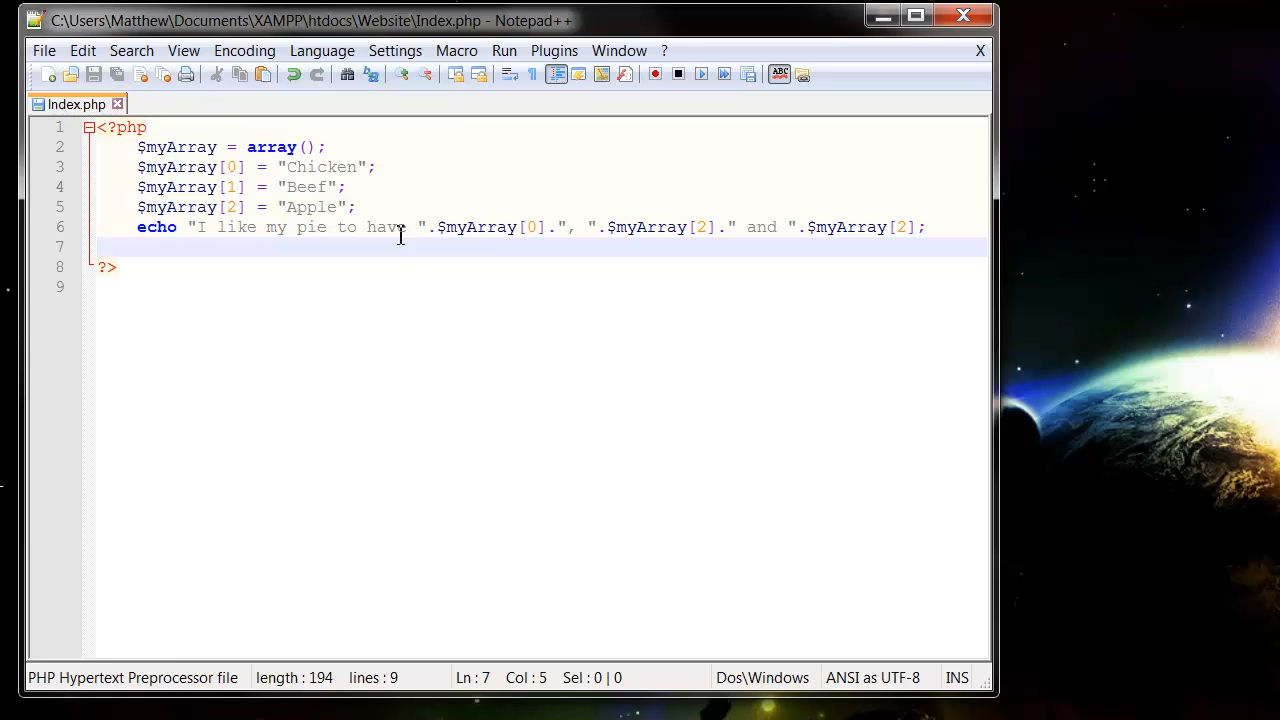 C:\Users\Matthew\Documents\XAMPP\htdocs\Website\Index.php - Notepad++
File Edit Search View Encoding Language Settings Macro Run Plugins Window ? X
ABC
Index.php
1 <?php
2 $myArray = array();
3 $myArray[0] = "Chicken";
4 $myArray[1] = "Beef";
5 $myArray[2] = "Apple";
6 echo "I like my pie to have ".$myArray[0].", ".$myArray[2]." and ".$myArray[2];
7
8 ?>
9
PHP Hypertext Preprocessor file length : 194 lines : 9 Ln : 7 Col : 5 Sel : 0 | 0 Dos\Windows ANSI as UTF-8 INS